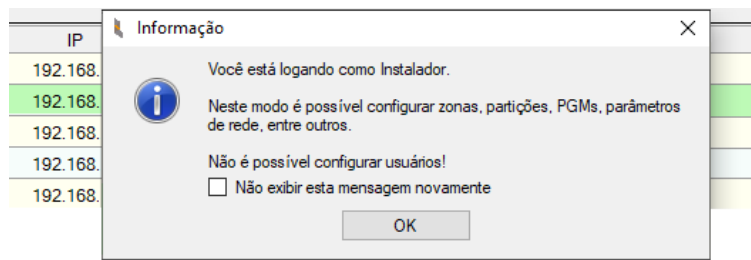 Informação
IP
192.168.
192.168.
192.168.
192.168.
192.168.
Você está logando como Instalador.
Neste modo é possível configurar zonas, partições, PGMs, parâmetros
de rede, entre outros.
Não é possível configurar usuários!
Não exibir esta mensagem novamente
OK